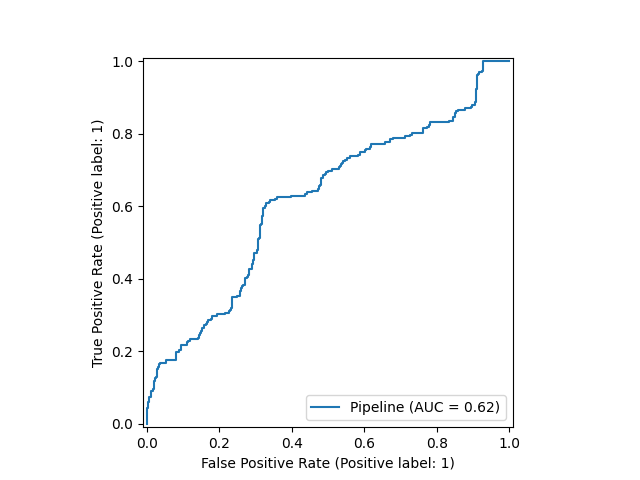 1.0
0.8
0.6
0.4
0.2
0.0
True Positive Rate (Positive label: 1)
Pipeline (AUC = 0.62)
0.0 0.2 0.4 0.6 0.8 1.0
False Positive Rate (Positive label: 1)